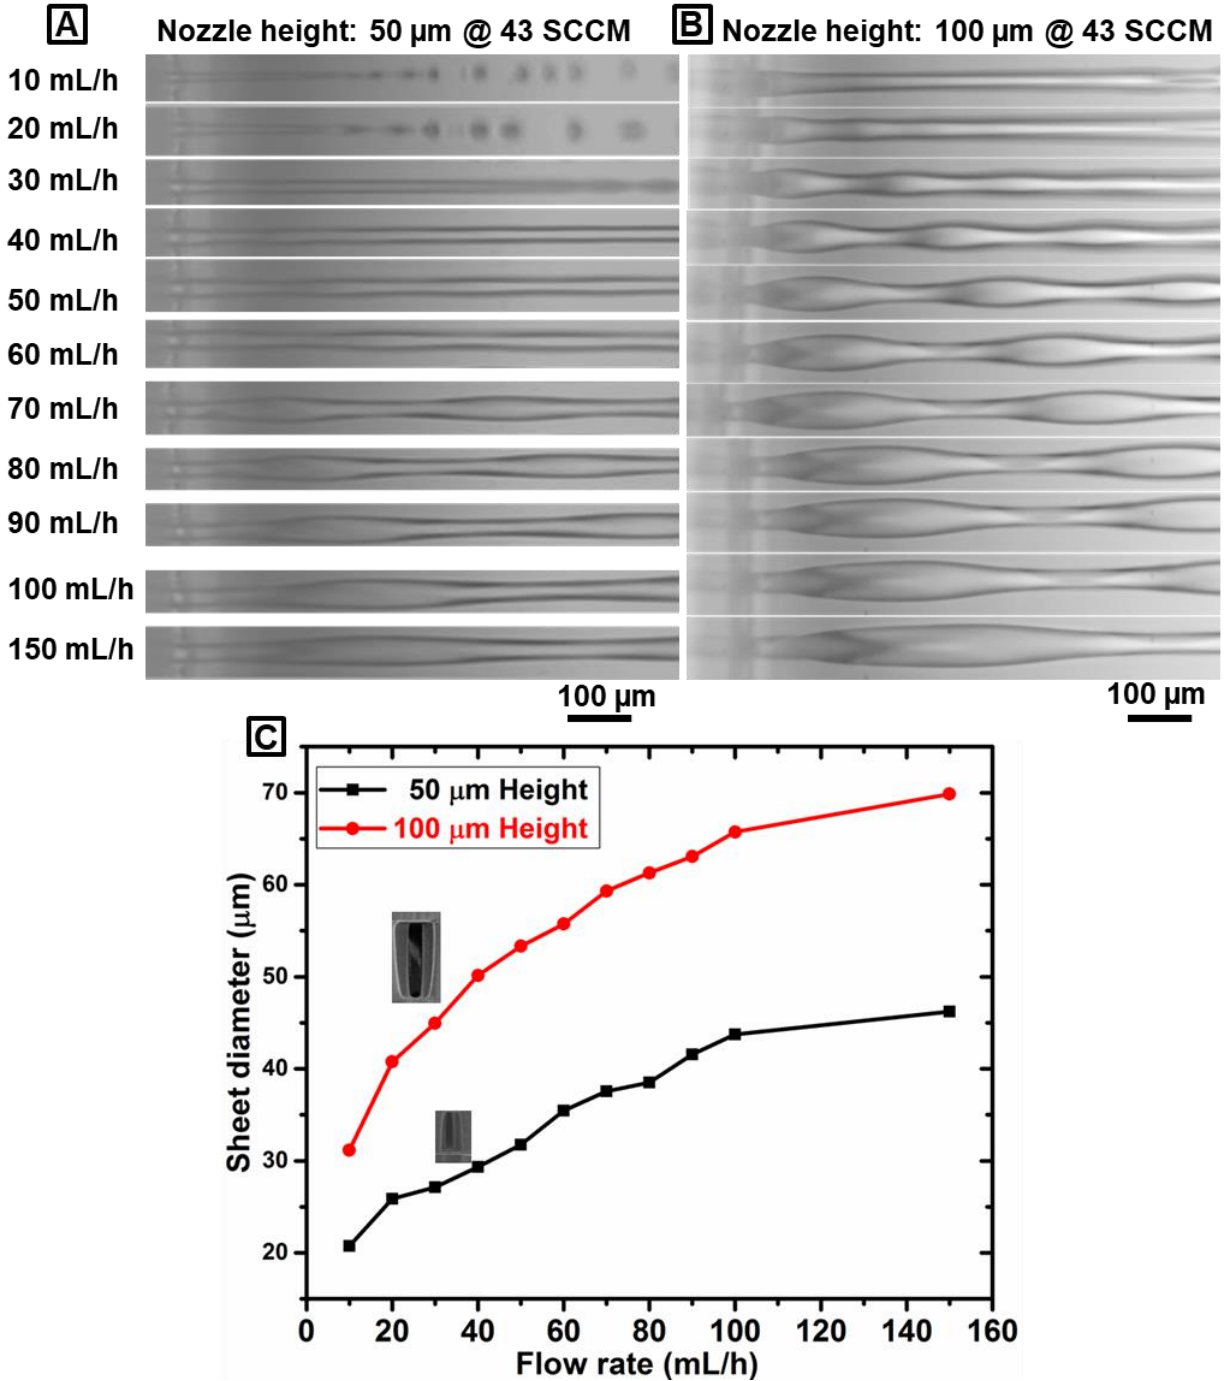 A
Nozzle height: 50 µm @ 43 SCCM
B
Nozzle height: 100 µm @ 43 SCCM
10 mL/h
20 mL/h
30 mL/h
40 mL/h
50 mL/h
60 mL/h
70 mL/h
80 mL/h
90 mL/h
100 mL/h
150 mL/h
100 µm
100 µm
C
50 µm Height
100 µm Height
Sheet diameter (µm)
70
60
50
40
30
20
0 20 40 60 80 100 120 140 160
Flow rate (mL/h)